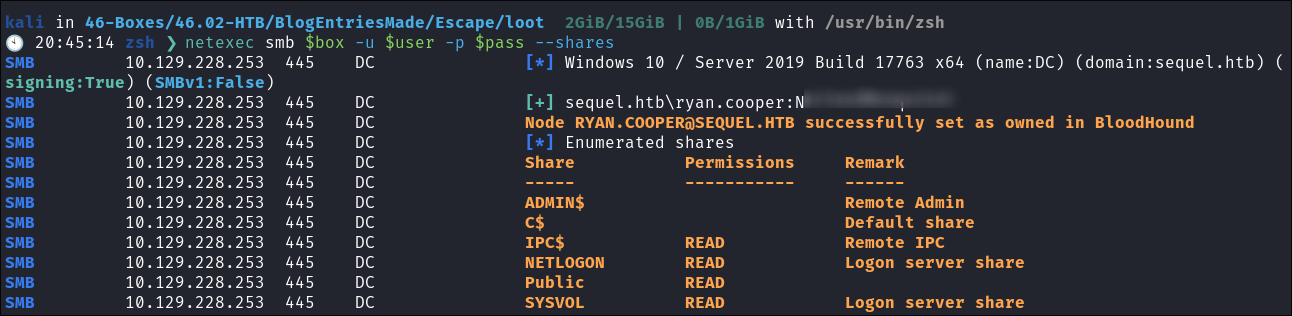 kali in 46-Boxes/46.02-HTB/BlogEntriesMade/Escape/loot 2GiB/15GiB | 0B/1GiB with /usr/bin/zsh
20:45:14 zsh ❯ netexec smb $box -u $user -p $pass --shares
SMB 10.129.228.253 445 DC [*] Windows 10 / Server 2019 Build 17763 x64 (name:DC) (domain:sequel.htb) (
signing:True) (SMBv1:False)
SMB 10.129.228.253 445 DC [+] sequel.htb\ryan.cooper:N
SMB 10.129.228.253 445 DC Node RYAN.COOPER@SEQUEL.HTB successfully set as owned in BloodHound
SMB 10.129.228.253 445 DC [*] Enumerated shares
SMB 10.129.228.253 445 DC Share Permissions Remark
SMB 10.129.228.253 445 DC ----- ----------- ------
SMB 10.129.228.253 445 DC ADMIN$ Remote Admin
SMB 10.129.228.253 445 DC C$ Default share
SMB 10.129.228.253 445 DC IPC$ READ Remote IPC
SMB 10.129.228.253 445 DC NETLOGON READ Logon server share
SMB 10.129.228.253 445 DC Public READ
SMB 10.129.228.253 445 DC SYSVOL READ Logon server share